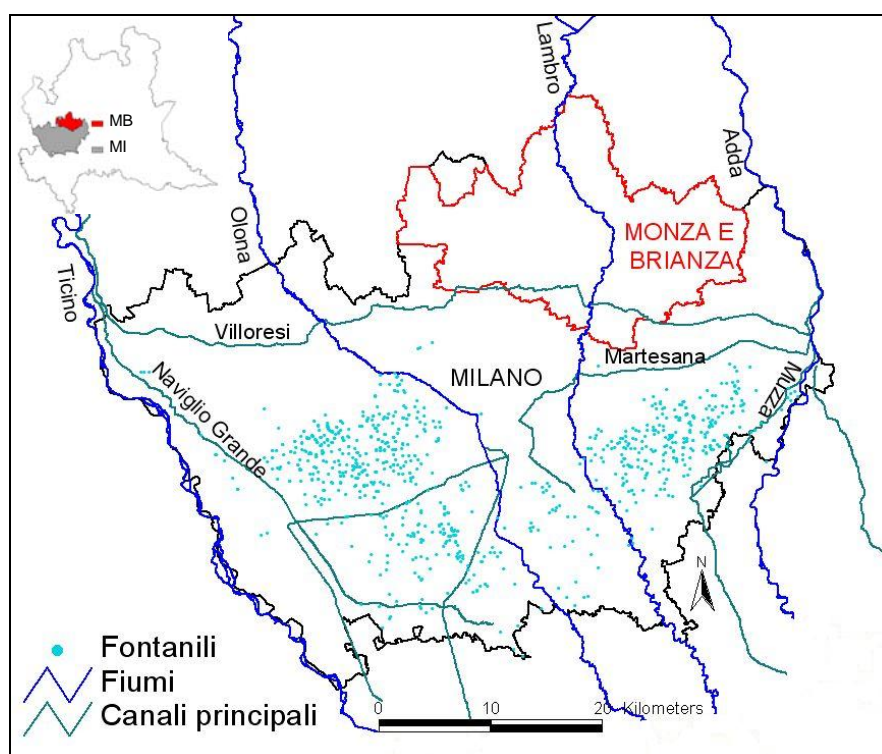 MB
MI
Lambro
Adda
Olona
Ticino
MONZA E
BRIANZA
Villoresi
Martesana
MILANO
Muzza
Naviglio Grande
N
Fontanili
Fiumi
Canali principali
0 10 20 Kilometers